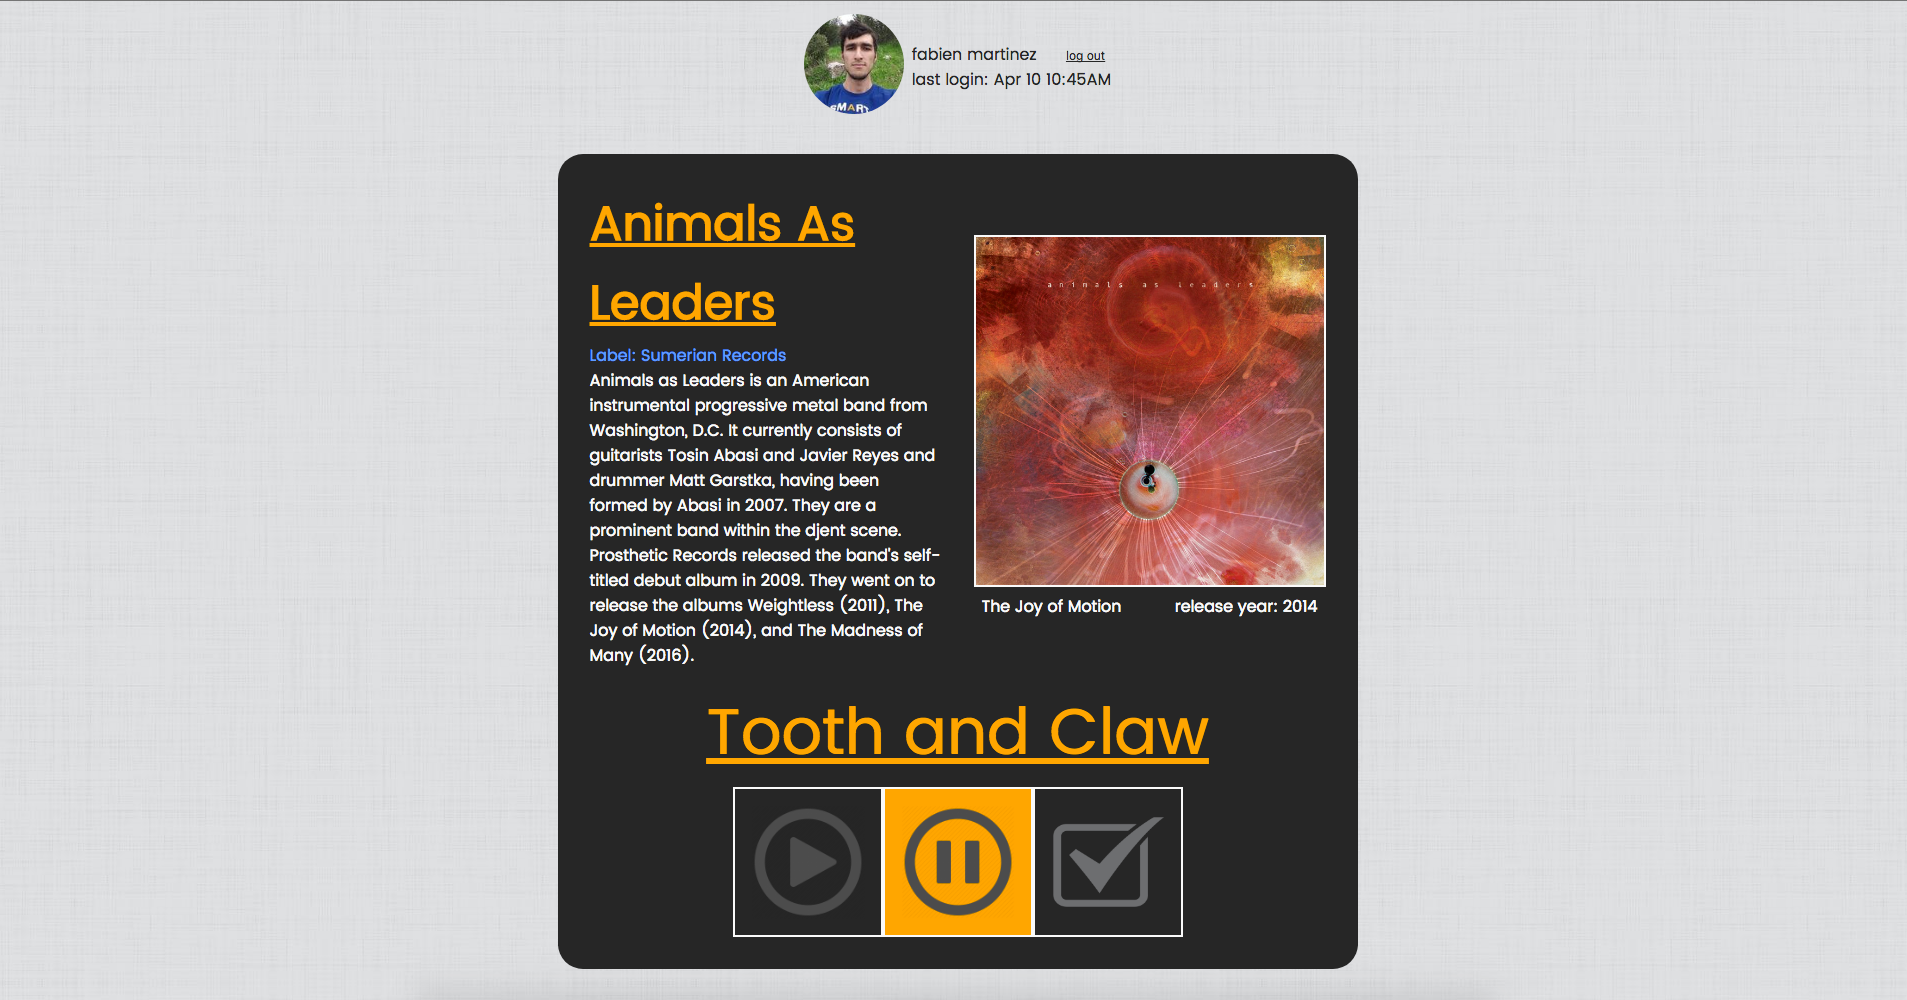 fabien martinez log out
last login: Apr 10 10:45AM
SMART
Animals As
Leaders
Label: Sumerian Records
Animals as Leaders is an American
instrumental progressive metal band from
Washington, D.C. It currently consists of
guitarists Tosin Abasi and Javier Reyes and
drummer Matt Garstka, having been
formed by Abasi in 2007. They are a
prominent band within the djent scene.
Prosthetic Records released the band's self-
titled debut album in 2009. They went on to
release the albums Weightless (2011), The
Joy of Motion (2014), and The Madness of
Many (2016).
animals as leaders
The Joy of Motion release year: 2014
Tooth and Claw